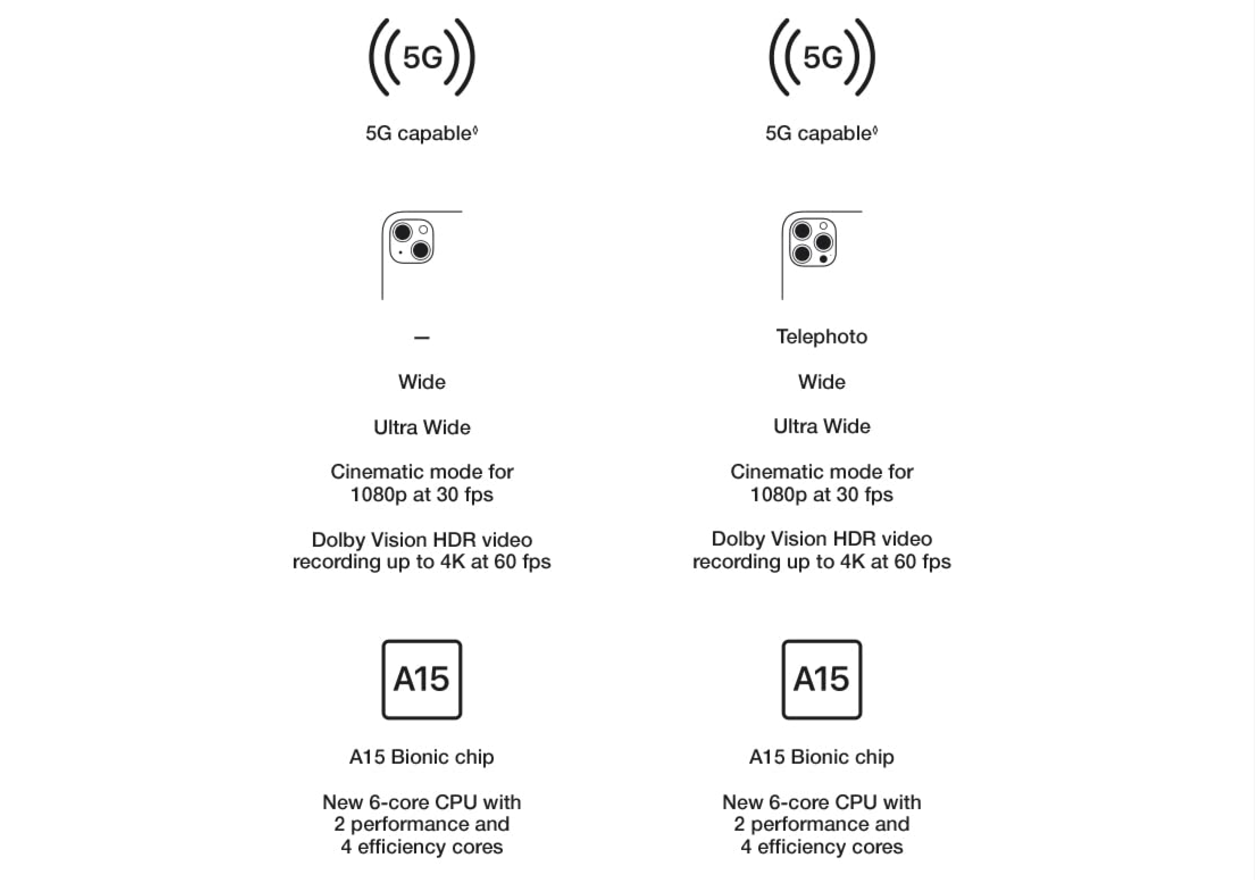 5G
5G
5G capable◊
5G capable◊
—
Telephoto
Wide
Wide
Ultra Wide
Ultra Wide
Cinematic mode for
1080p at 30 fps
Cinematic mode for
1080p at 30 fps
Dolby Vision HDR video
recording up to 4K at 60 fps
Dolby Vision HDR video
recording up to 4K at 60 fps
A15
A15
A15 Bionic chip
A15 Bionic chip
New 6-core CPU with
2 performance and
4 efficiency cores
New 6-core CPU with
2 performance and
4 efficiency cores